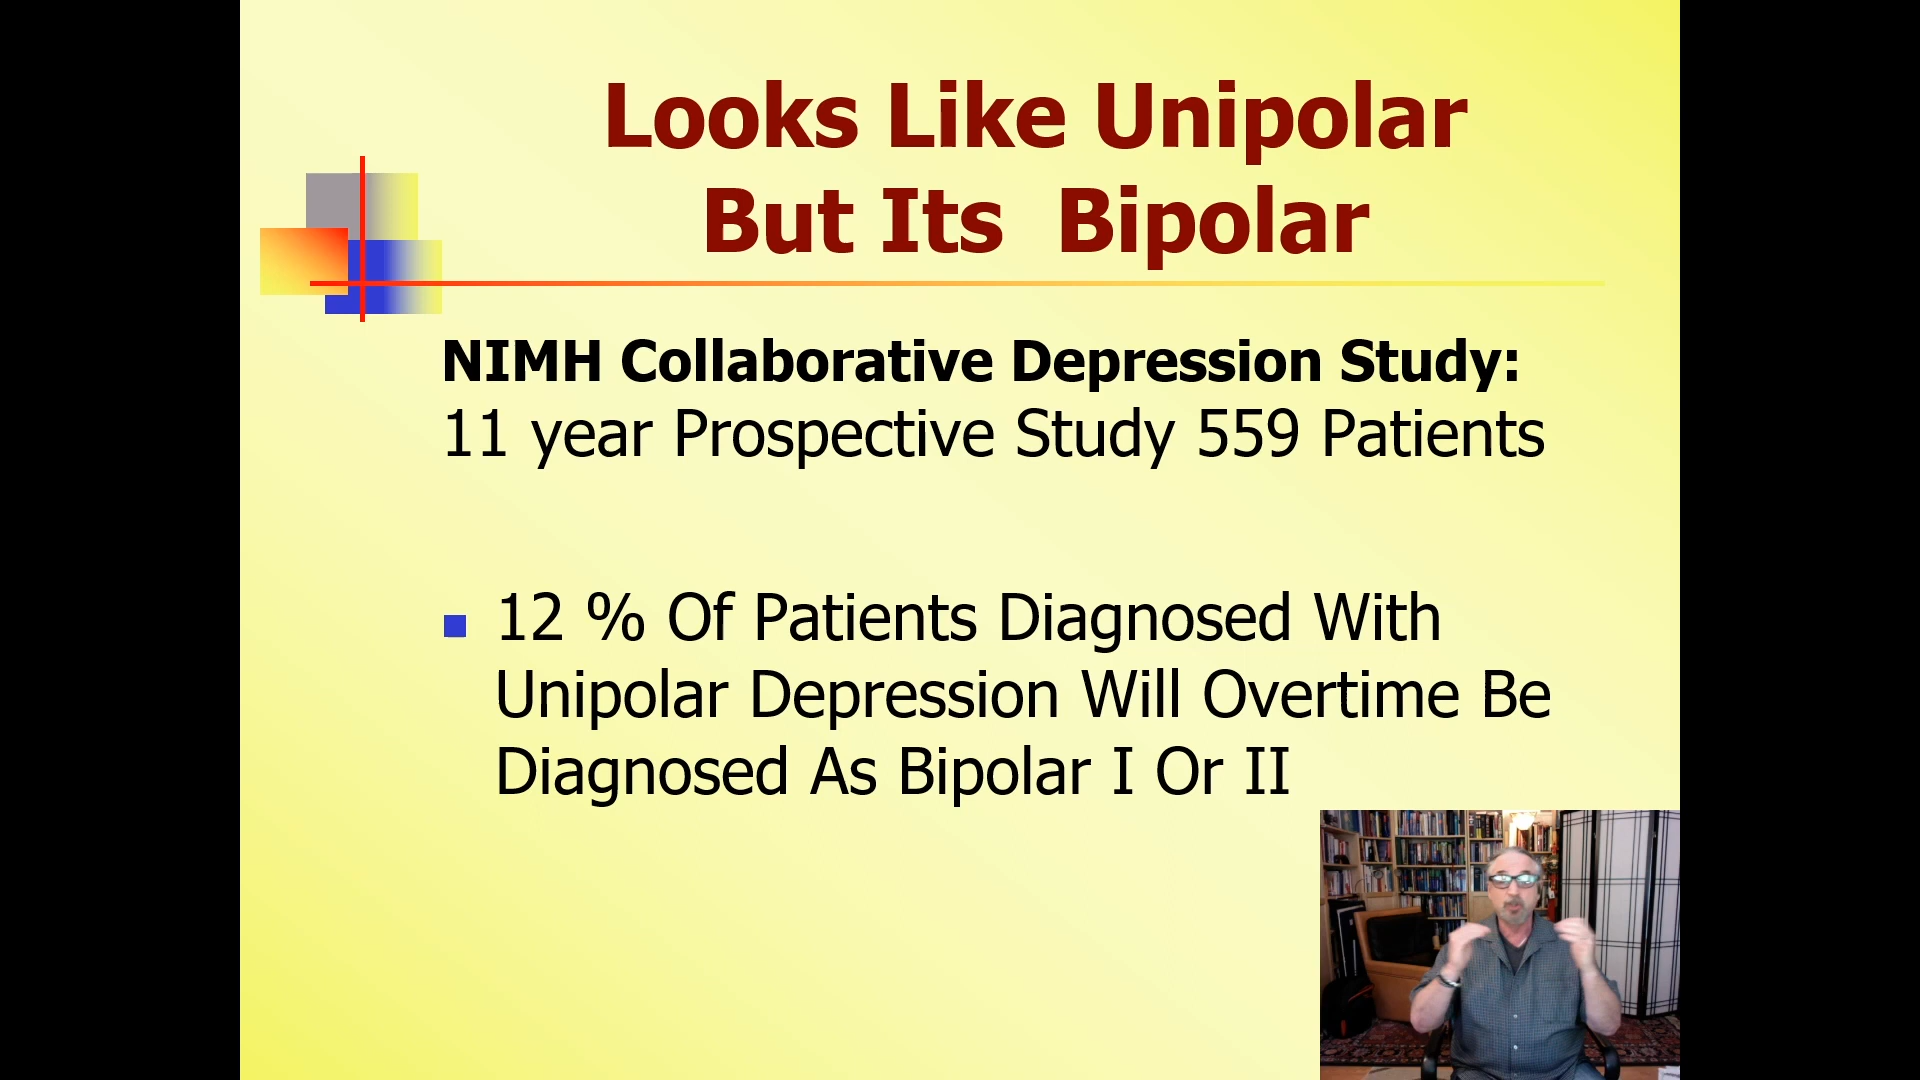 Looks Like Unipolar
But Its  Bipolar
NIMH Collaborative Depression Study:
11 year Prospective Study 559 Patients
12 % Of Patients Diagnosed With
Unipolar Depression Will Overtime Be
Diagnosed As Bipolar I Or II